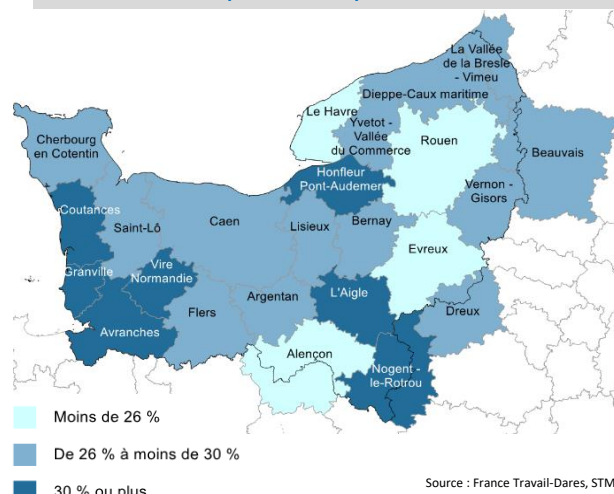 La Vallée
de la Bresle
- Vimeu
Dieppe-Caux maritime
Le Havre
Yvetot -
Vallée
du Commerce
Rouen
Beauvais
Cherbourg
en Cotentin
Honfleur
Pont-Audemer
Vernon -
Gisors
Coutances
Saint-Lô
Caen
Lisieux
Bernay
Evreux
Granville
Vire
Normandie
Flers
Argentan
L'Aigle
Dreux
Avranches
Alençon
Nogent -
le-Rotrou
Moins de 26 %
De 26 % à moins de 30 %
30 % ou plus
Source : France Travail-Dares, STM